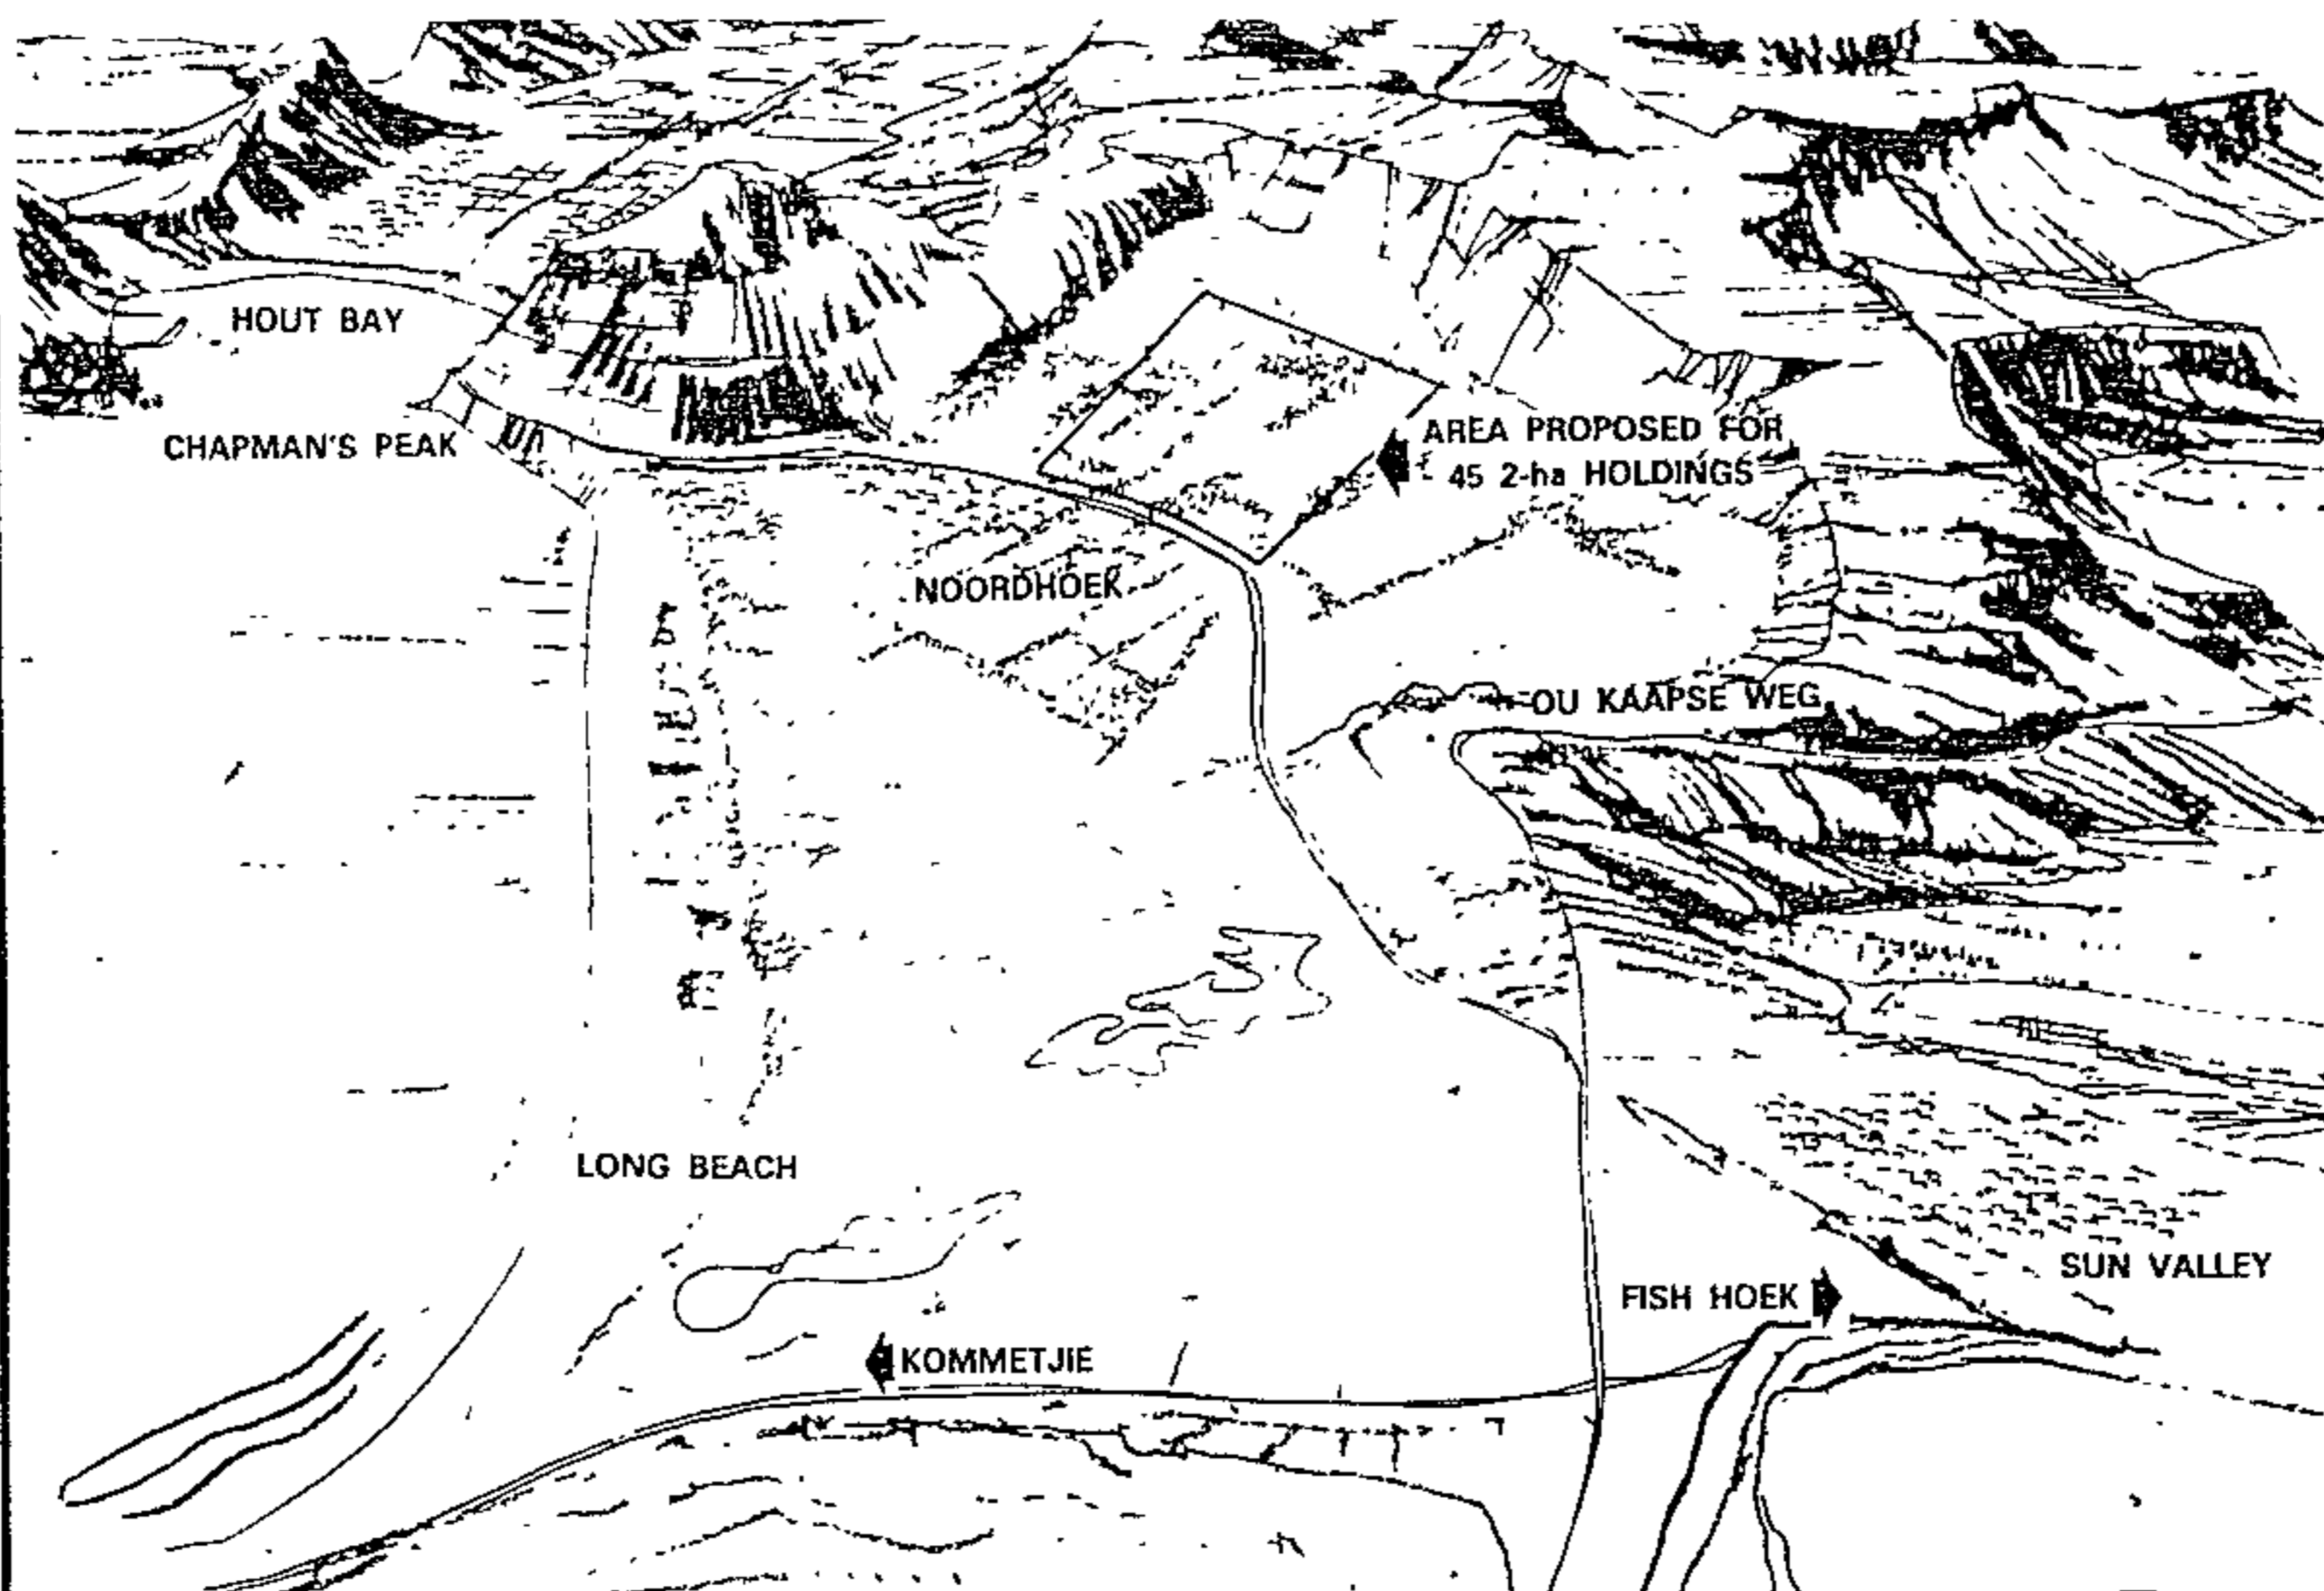 HOUT BAY
CHAPMAN'S PEAK
AREA PROPOSED FOR
45 2-ha HOLDINGS
NOORDHOEK
OU KAAPSE WEG
LONG BEACH
SUN VALLEY
FISH HOEK
KOMMETJIE